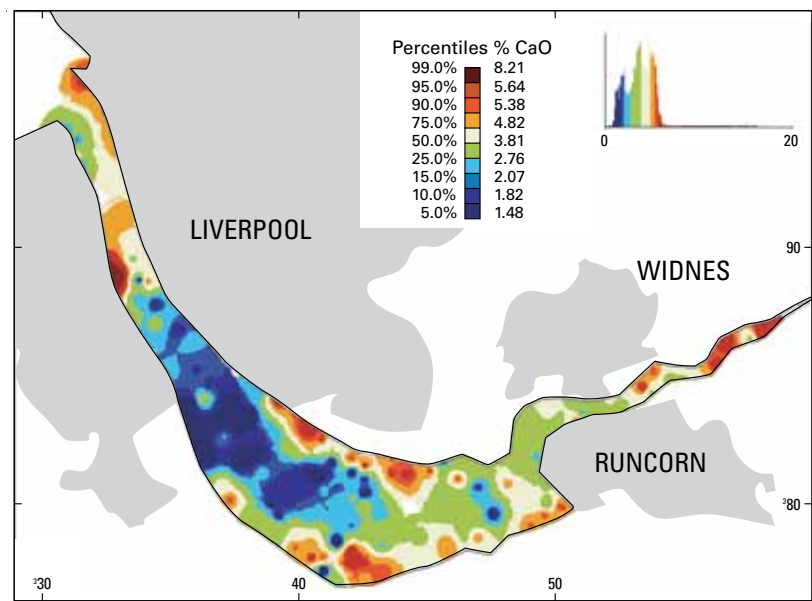 Percentiles % CaO
99.0% 8.21
95.0% 5.64
90.0% 5.38
75.0% 4.82
50.0% 3.81
25.0% 2.76
15.0% 2.07
10.0% 1.82
5.0% 1.48
0 20
LIVERPOOL
WIDNES
90
RUNCORN
³80
³30 40 50